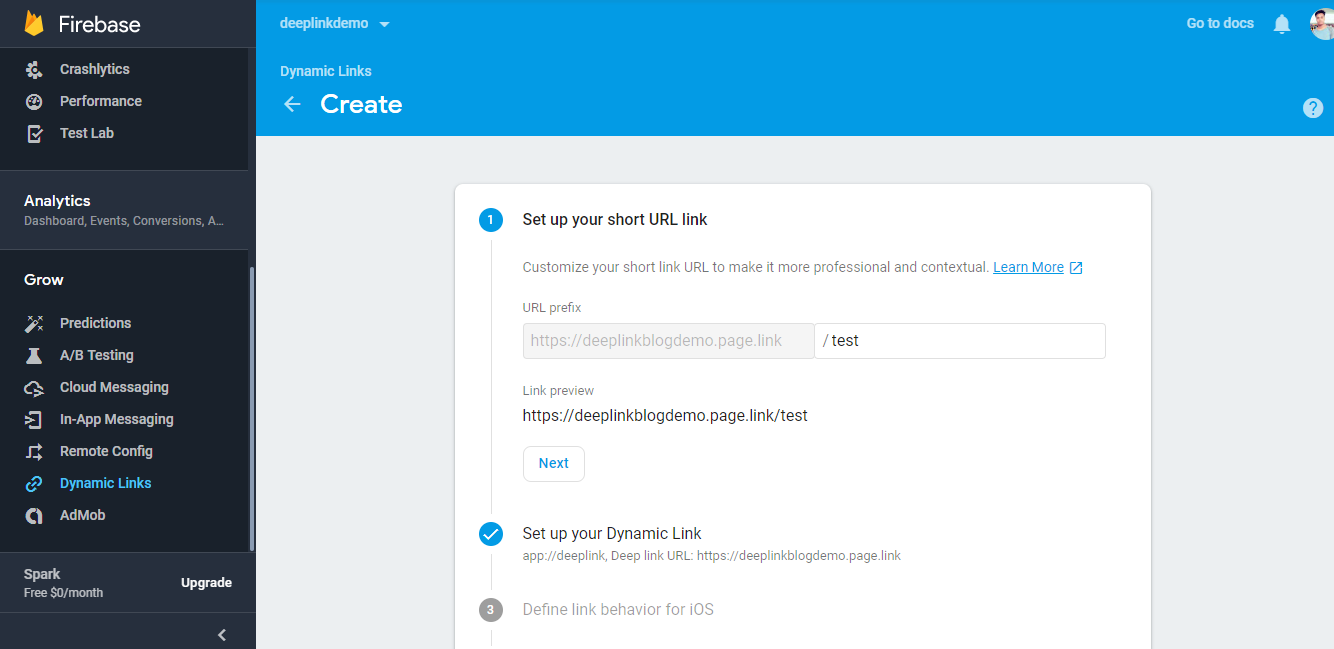 Firebase
Crashlytics
Performance
Test Lab
Analytics
Dashboard, Events, Conversions, A...
Grow
Predictions
A/B Testing
Cloud Messaging
In-App Messaging
Remote Config
Dynamic Links
AdMob
Spark
Free $0/month
Upgrade
deeplinkdemo
Go to docs
Dynamic Links
Create
?
1
Set up your short URL link
Customize your short link URL to make it more professional and contextual. Learn More
URL prefix
https://deeplinkblogdemo.page.link
/ test
Link preview
https://deeplinkblogdemo.page.link/test
Next
Set up your Dynamic Link
app://deeplink, Deep link URL: https://deeplinkblogdemo.page.link
3
Define link behavior for iOS